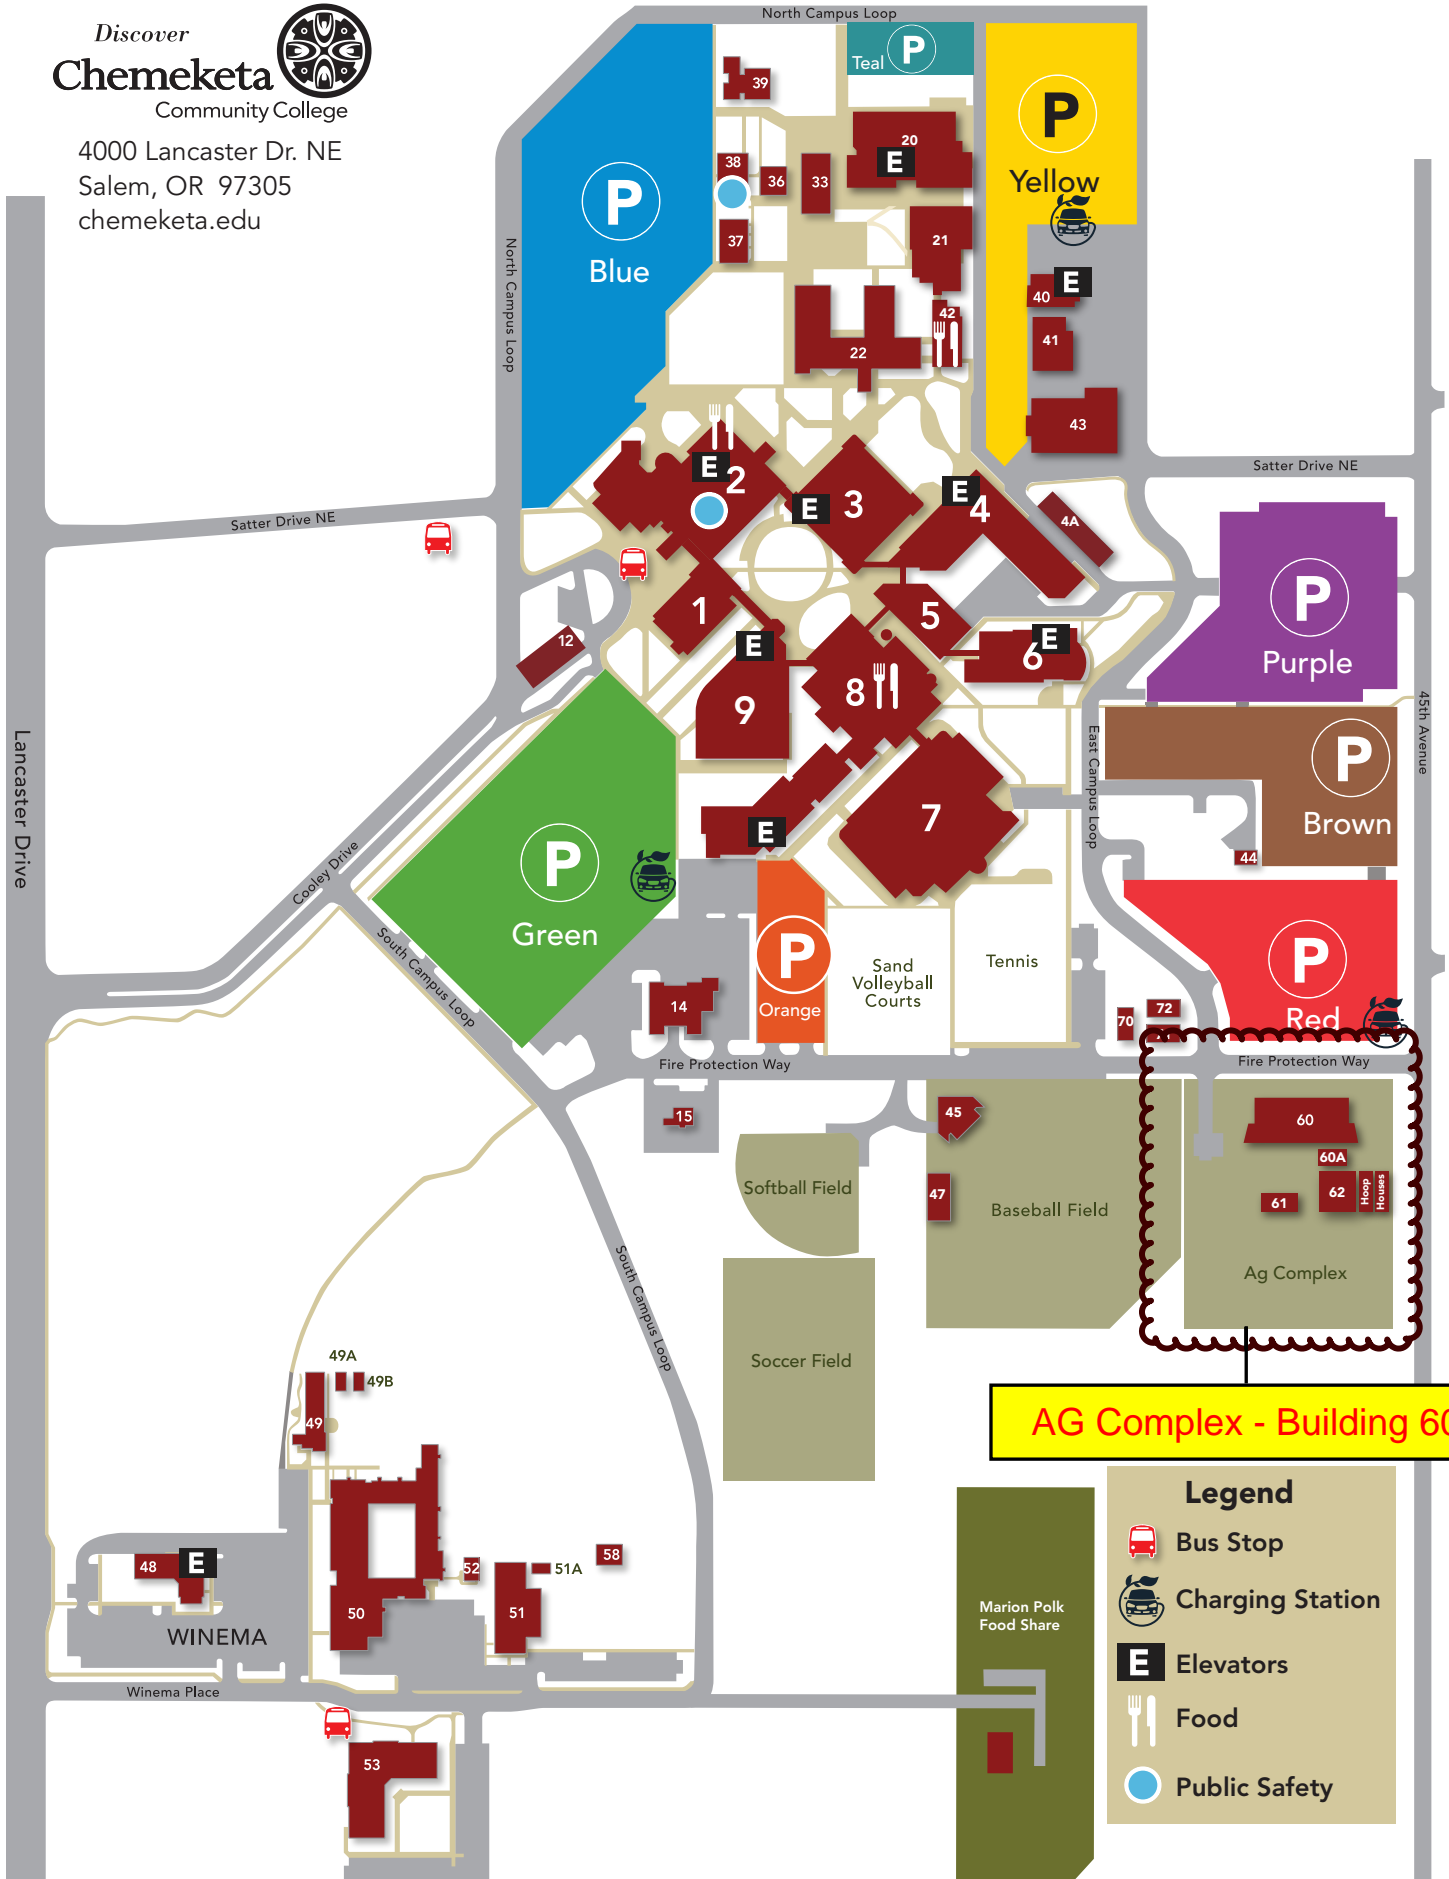 Discover
Chemeketa
Community College
4000 Lancaster Dr. NE
Salem, OR 97305
chemeketa.edu
North Campus Loop
Teal P
P
Yellow
P
Blue
North Campus Loop
39
38
36
33
37
20
E
21
42
22
40
E
41
43
Satter Drive NE
Satter Drive NE
E
2
E
3
E
4
4A
1
5
12
E
9
8
6
E
7
E
P
Purple
P
Brown
44
45th Avenue
East Campus Loop
Lancaster Drive
Cooley Drive
South Campus Loop
P
Green
P
Orange
Sand
Volleyball
Courts
Tennis
P
Red
14
70
72
Fire Protection Way
Fire Protection Way
15
45
47
Softball Field
Baseball Field
Soccer Field
60
60A
61
62
Hoop
Houses
Ag Complex
South Campus Loop
AG Complex - Building 60
49A
49B
49
48
E
WINEMA
50
52
51
51A
58
Winema Place
53
Marion Polk
Food Share
Legend
Bus Stop
Charging Station
E Elevators
Food
Public Safety